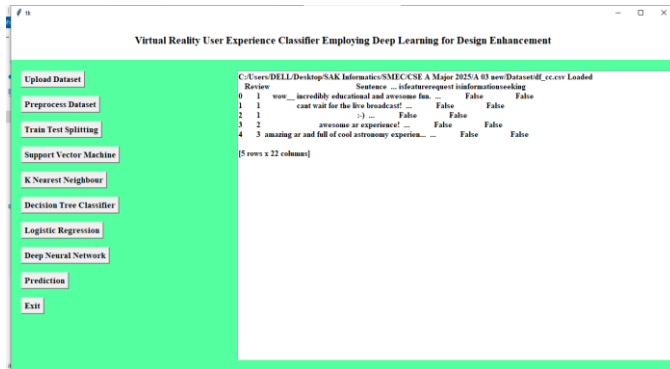 tk
Virtual Reality User Experience Classifier Employing Deep Learning for Design Enhancement
Upload Dataset
Preprocess Dataset
Train Test Splitting
Support Vector Machine
K Nearest Neighbour
Decision Tree Classifier
Logistic Regression
Deep Neural Network
Prediction
Exit
C:/Users/DELL/Desktop/SAK Informatics/SMEC/CSE A Major 2025/A 03 new/Dataset/df_cc.csv Loaded
Review Sentence ... isfeaturerequest isinformationseeking
0 1 wow__ incredibly educational and awesome fun. ... False False
1 1 cant wait for the live broadcast! ... False False
2 1 :-) ... False False
3 2 awesome ar experience! ... False False
4 3 amazing ar and full of cool astronomy experien... ... False False
[5 rows x 22 columns]